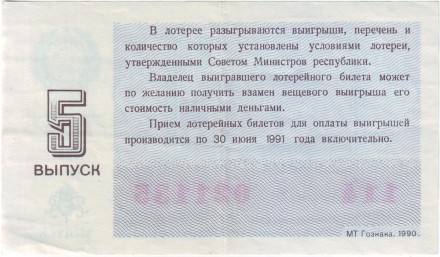 В лотерее разыгрываются выигрыши, перечень и
количество которых установлены условиями лотереи,
утвержденными Советом Министров республики.
Владелец выигравшего лотерейного билета может
по желанию получить взамен вещевого выигрыша его
стоимость наличными деньгами.
Прием лотерейных билетов для оплаты выигрышей
производится по 30 июня 1991 года включительно.
5
ВЫПУСК
МТ Гознака. 1990.